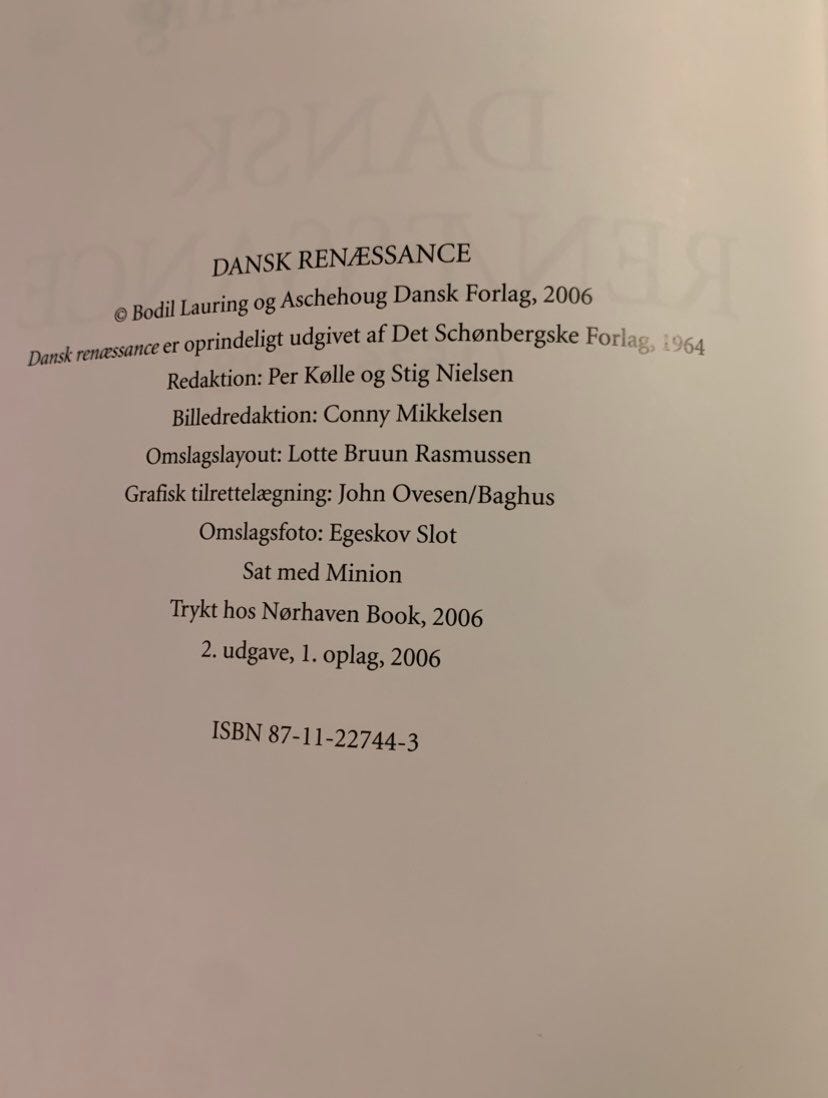 DANSK RENÆSSANCE
© Bodil Lauring og Aschehoug Dansk Forlag, 2006
Dansk renæssance er oprindeligt udgivet af Det Schønbergske Forlag, 1964
Redaktion: Per Kølle og Stig Nielsen
Billedredaktion: Conny Mikkelsen
Omslagslayout: Lotte Bruun Rasmussen
Grafisk tilrettelægning: John Ovesen/Baghus
Omslagsfoto: Egeskov Slot
Sat med Minion
Trykt hos Nørhaven Book, 2006
2. udgave, 1. oplag, 2006
ISBN 87-11-22744-3